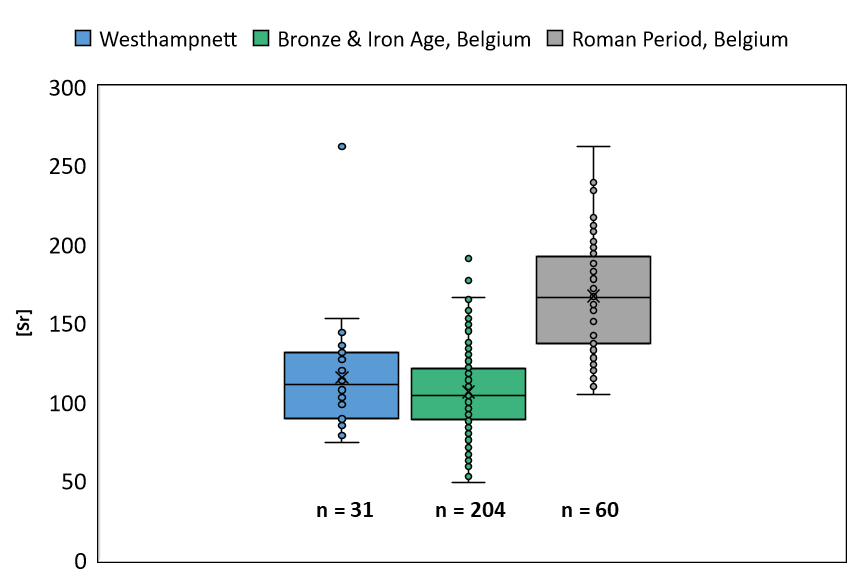 Westhampnett Bronze & Iron Age, Belgium Roman Period, Belgium
300
250
200
150
100
50
0
[Sr]
n = 31 n = 204 n = 60